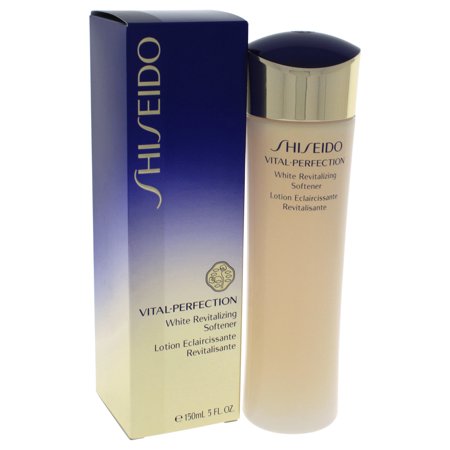 SHISEIDO
VITAL-PERFECTION
White Revitalizing
Softener
Lotion Eclaircissante
Revitalisante
℮150mL 5 FL.OZ.
SHISEIDO
VITAL-PERFECTION
White Revitalizing
Softener
Lotion Eclaircissante
Revitalisante